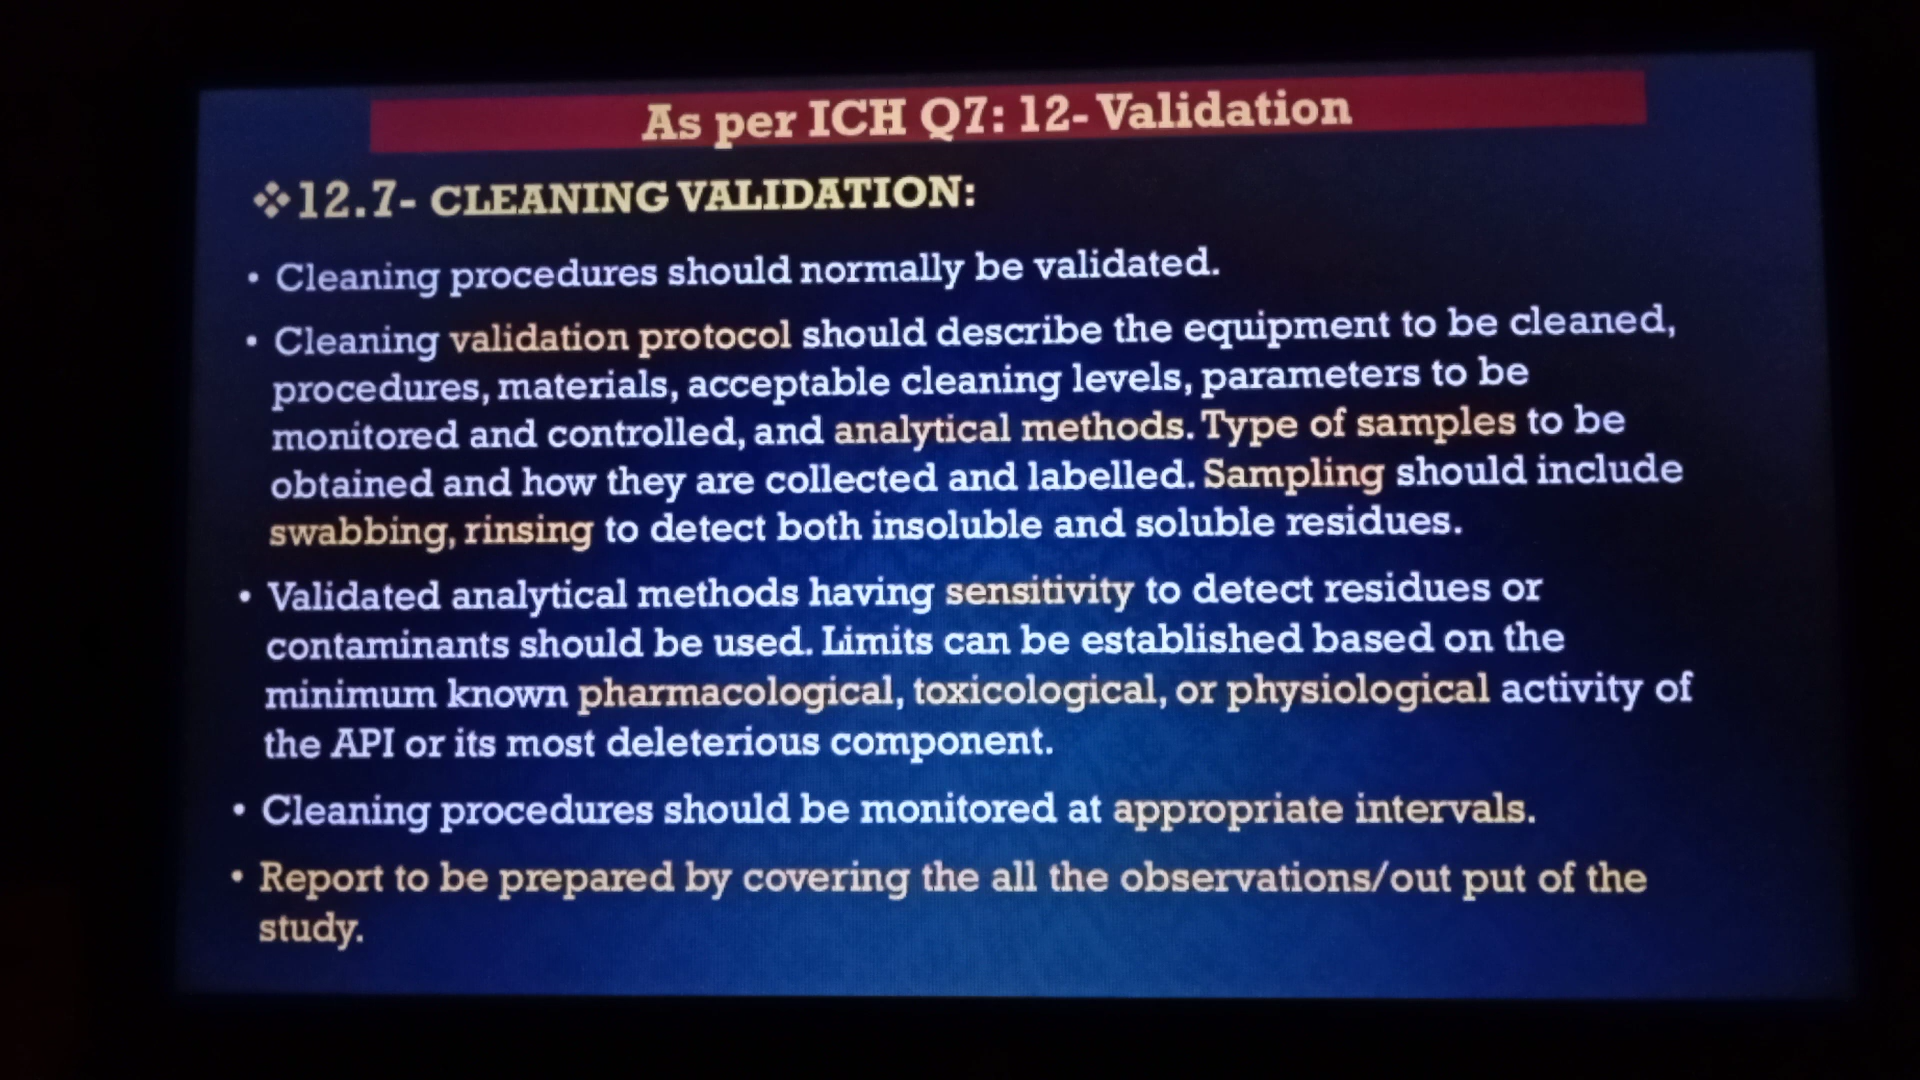 As per ICH Q7: 12- Validation
❖12.7- CLEANING VALIDATION:
• Cleaning procedures should normally be validated.
• Cleaning validation protocol should describe the equipment to be cleaned,
procedures, materials, acceptable cleaning levels, parameters to be
monitored and controlled, and analytical methods. Type of samples to be
obtained and how they are collected and labelled. Sampling should include
swabbing, rinsing to detect both insoluble and soluble residues.
• Validated analytical methods having sensitivity to detect residues or
contaminants should be used. Limits can be established based on the
minimum known pharmacological, toxicological, or physiological activity of
the API or its most deleterious component.
• Cleaning procedures should be monitored at appropriate intervals.
• Report to be prepared by covering the all the observations/out put of the
study.